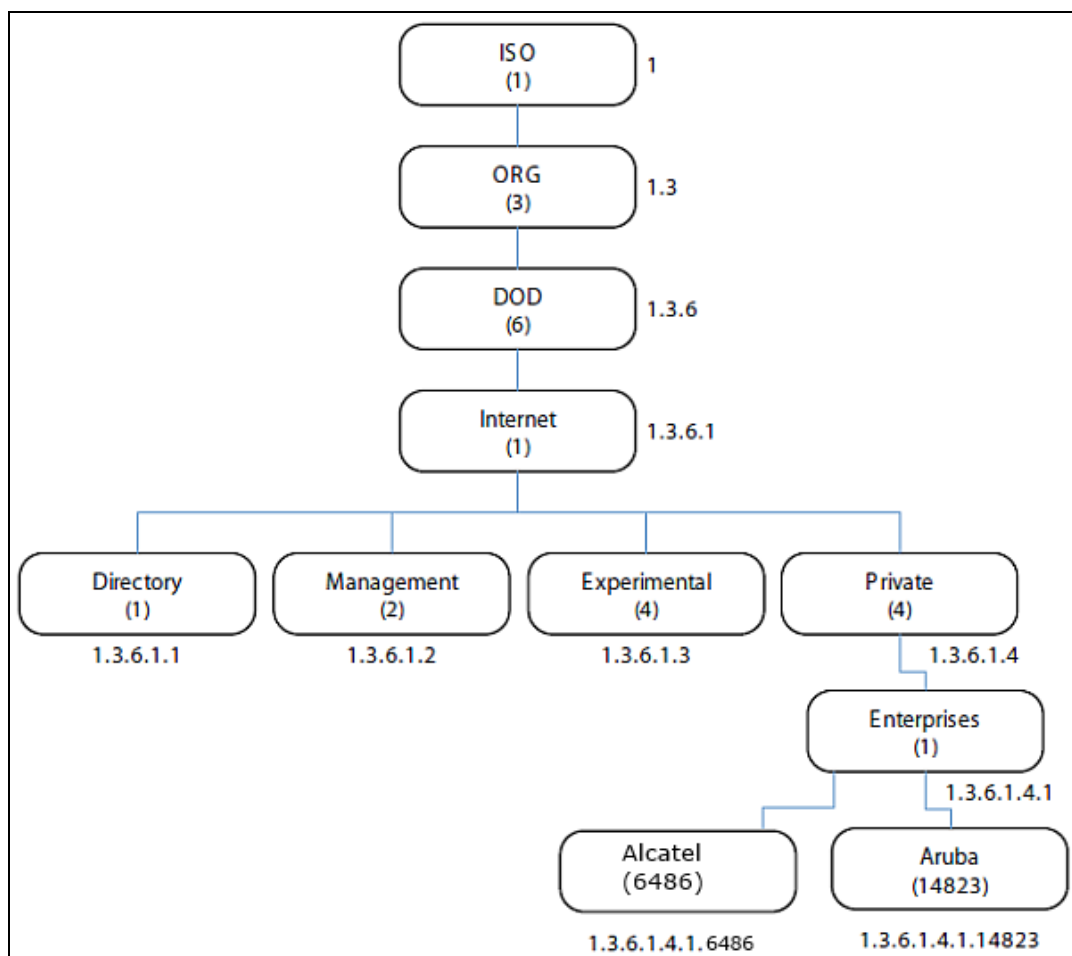 ISO
(1)
1
ORG
(3)
1.3
DOD
(6)
1.3.6
Internet
(1)
1.3.6.1
Directory
(1)
1.3.6.1.1
Management
(2)
1.3.6.1.2
Experimental
(4)
1.3.6.1.3
Private
(4)
1.3.6.1.4
Enterprises
(1)
1.3.6.1.4.1
Alcatel
(6486)
1.3.6.1.4.1.6486
Aruba
(14823)
1.3.6.1.4.1.14823